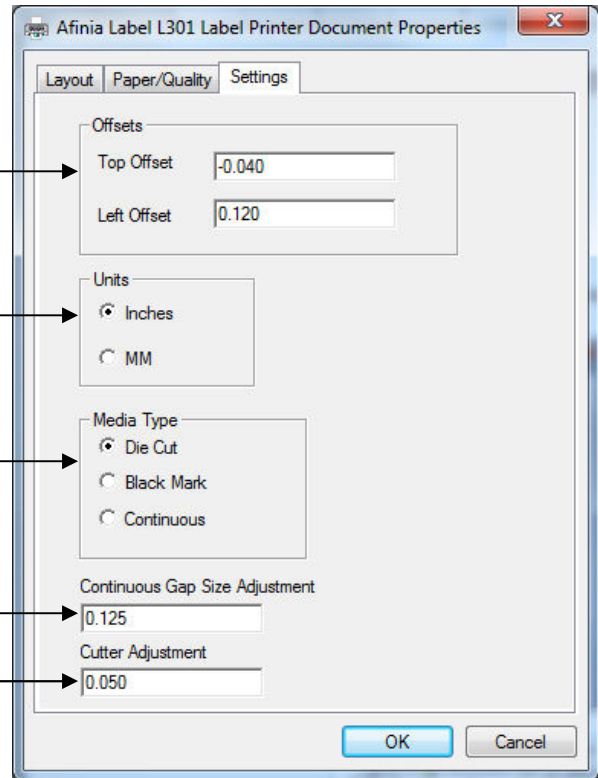 Afinia Label L301 Label Printer Document Properties
Layout Paper/Quality Settings
Offsets
Top Offset -0.040
Left Offset 0.120
Units
Inches
MM
Media Type
Die Cut
Black Mark
Continuous
Continuous Gap Size Adjustment
0.125
Cutter Adjustment
0.050
OK Cancel